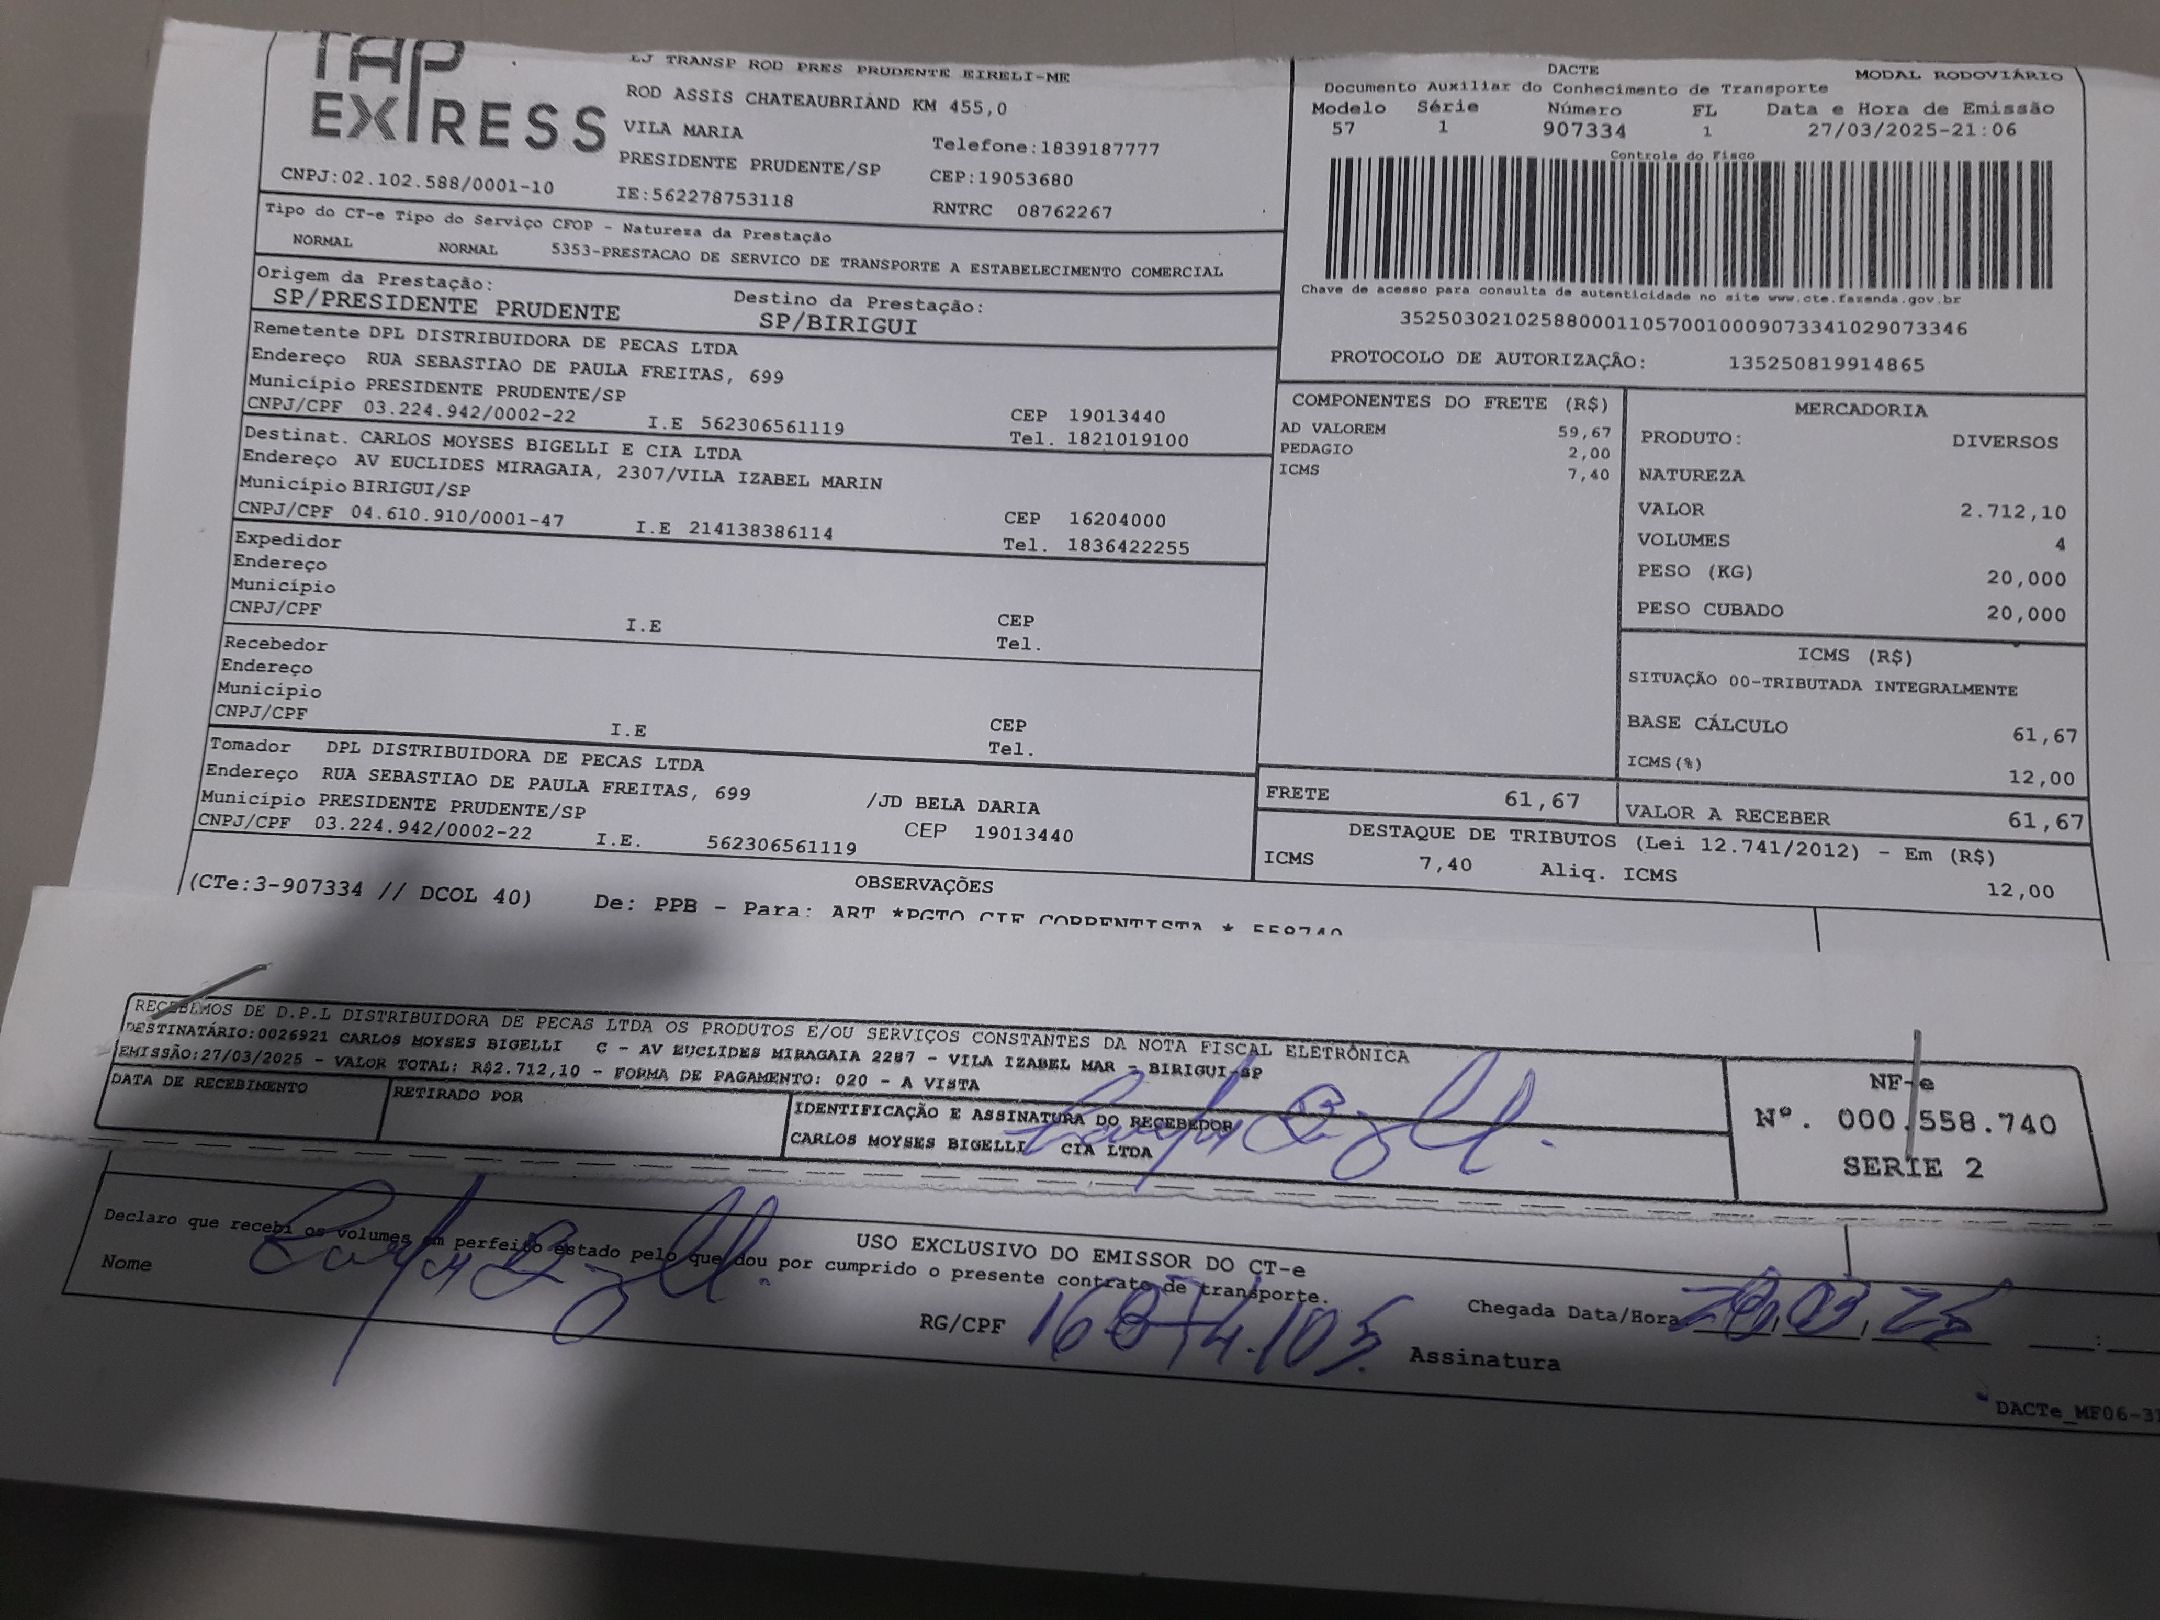 TAP
EXPRESS
LJ TRANSP ROD PRES PRUDENTE EIRELI-ME
ROD ASSIS CHATEAUBRIAND KM 455,0
VILA MARIA
Telefone:1839187777
PRESIDENTE PRUDENTE/SP
CEP:19053680
CNPJ:02.102.588/0001-10
IE:562278753118
RNTRC 08762267
DACTE
MODAL RODOVIÁRIO
Documento Auxiliar do Conhecimento de Transporte
Modelo Série Número FL Data e Hora de Emissão
57 1 907334 1 27/03/2025-21:06
Controle do Fisco
Chave de acesso para consulta de autenticidade no site www.cte.fazenda.gov.br
35250302102588000110570010009073341029073346
PROTOCOLO DE AUTORIZAÇÃO: 135250819914865
Tipo do CT-e Tipo do Serviço CFOP - Natureza da Prestação
NORMAL NORMAL 5353-PRESTACAO DE SERVICO DE TRANSPORTE A ESTABELECIMENTO COMERCIAL
Origem da Prestação: Destino da Prestação:
SP/PRESIDENTE PRUDENTE SP/BIRIGUI
Remetente DPL DISTRIBUIDORA DE PECAS LTDA
Endereço RUA SEBASTIAO DE PAULA FREITAS, 699
Município PRESIDENTE PRUDENTE/SP CEP 19013440
CNPJ/CPF 03.224.942/0002-22 I.E 562306561119 Tel. 1821019100
Destinat. CARLOS MOYSES BIGELLI E CIA LTDA
Endereço AV EUCLIDES MIRAGAIA, 2307/VILA IZABEL MARIN
Município BIRIGUI/SP CEP 16204000
CNPJ/CPF 04.610.910/0001-47 I.E 214138386114 Tel. 1836422255
Expedidor
Endereço
Município CEP
CNPJ/CPF I.E Tel.
Recebedor
Endereço
Município CEP
CNPJ/CPF I.E Tel.
Tomador DPL DISTRIBUIDORA DE PECAS LTDA
Endereço RUA SEBASTIAO DE PAULA FREITAS, 699 /JD BELA DARIA
Município PRESIDENTE PRUDENTE/SP CEP 19013440
CNPJ/CPF 03.224.942/0002-22 I.E. 562306561119
COMPONENTES DO FRETE (R$)
AD VALOREM 59,67
PEDAGIO 2,00
ICMS 7,40
MERCADORIA
PRODUTO: DIVERSOS
NATUREZA
VALOR 2.712,10
VOLUMES 4
PESO (KG) 20,000
PESO CUBADO 20,000
ICMS (R$)
SITUAÇÃO 00-TRIBUTADA INTEGRALMENTE
BASE CÁLCULO 61,67
ICMS(%) 12,00
FRETE 61,67 VALOR A RECEBER 61,67
DESTAQUE DE TRIBUTOS (Lei 12.741/2012) - Em (R$)
ICMS 7,40 Aliq. ICMS 12,00
OBSERVAÇÕES
(CTe:3-907334 // DCOL 40) De: PPB - Para: ART *PGTO CIF CORRENTISTA * 558740
RECEBEMOS DE D.P.L DISTRIBUIDORA DE PECAS LTDA OS PRODUTOS E/OU SERVIÇOS CONSTANTES DA NOTA FISCAL ELETRÔNICA
DESTINATÁRIO:0026921 CARLOS MOYSES BIGELLI C - AV EUCLIDES MIRAGAIA 2287 - VILA IZABEL MAR - BIRIGUI-SP
EMISSÃO:27/03/2025 - VALOR TOTAL: R$2.712,10 - FORMA DE PAGAMENTO: 020 - A VISTA
DATA DE RECEBIMENTO RETIRADO POR IDENTIFICAÇÃO E ASSINATURA DO RECEBEDOR
CARLOS MOYSES BIGELLI CIA LTDA
NF-e
Nº. 000.558.740
SERIE 2
USO EXCLUSIVO DO EMISSOR DO CT-e
Declaro que recebi os volumes em perfeito estado pelo que dou por cumprido o presente contrato de transporte.
Nome RG/CPF Chegada Data/Hora 28 03 25 :
Assinatura